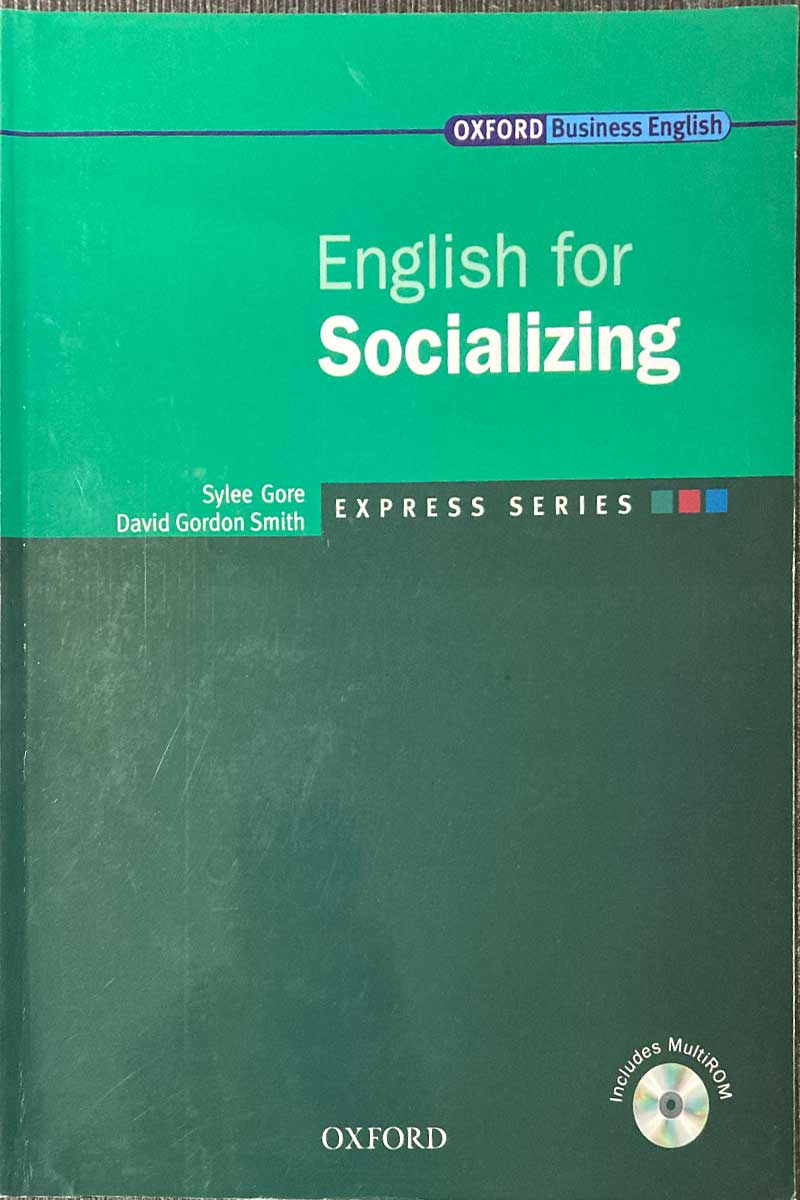 OXFORD Business English
English for
Socializing
Sylee Gore
David Gordon Smith
EXPRESS SERIES
Includes MultiROM
OXFORD